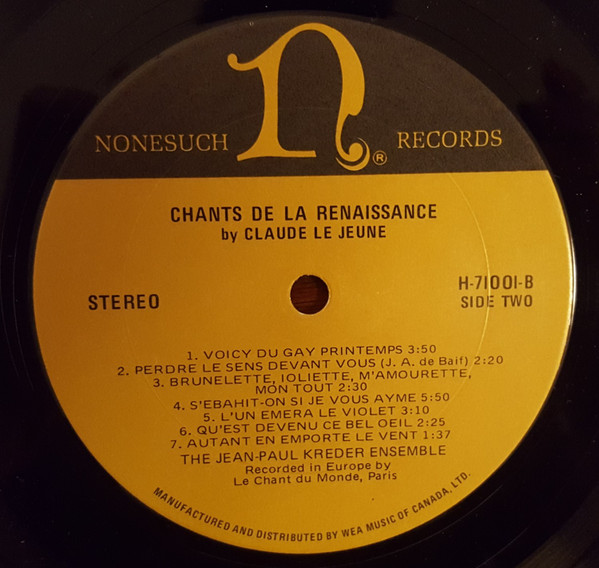 n ®
NONESUCH RECORDS
CHANTS DE LA RENAISSANCE
by CLAUDE LE JEUNE
STEREO
H-71001-B
SIDE TWO
1. VOICY DU GAY PRINTEMPS 3:50
2. PERDRE LE SENS DEVANT VOUS (J. A. de Baif) 2:20
3. BRUNELETTE, IOLIETTE, M'AMOURETTE,
MON TOUT 2:30
4. S'EBAHIT-ON SI JE VOUS AYME 5:50
5. L'UN EMERA LE VIOLET 3:10
6. QU'EST DEVENU CE BEL OEIL 2:25
7. AUTANT EN EMPORTE LE VENT 1:37
THE JEAN-PAUL KREDER ENSEMBLE
Recorded in Europe by
Le Chant du Monde, Paris
MANUFACTURED AND DISTRIBUTED BY WEA MUSIC OF CANADA, LTD.